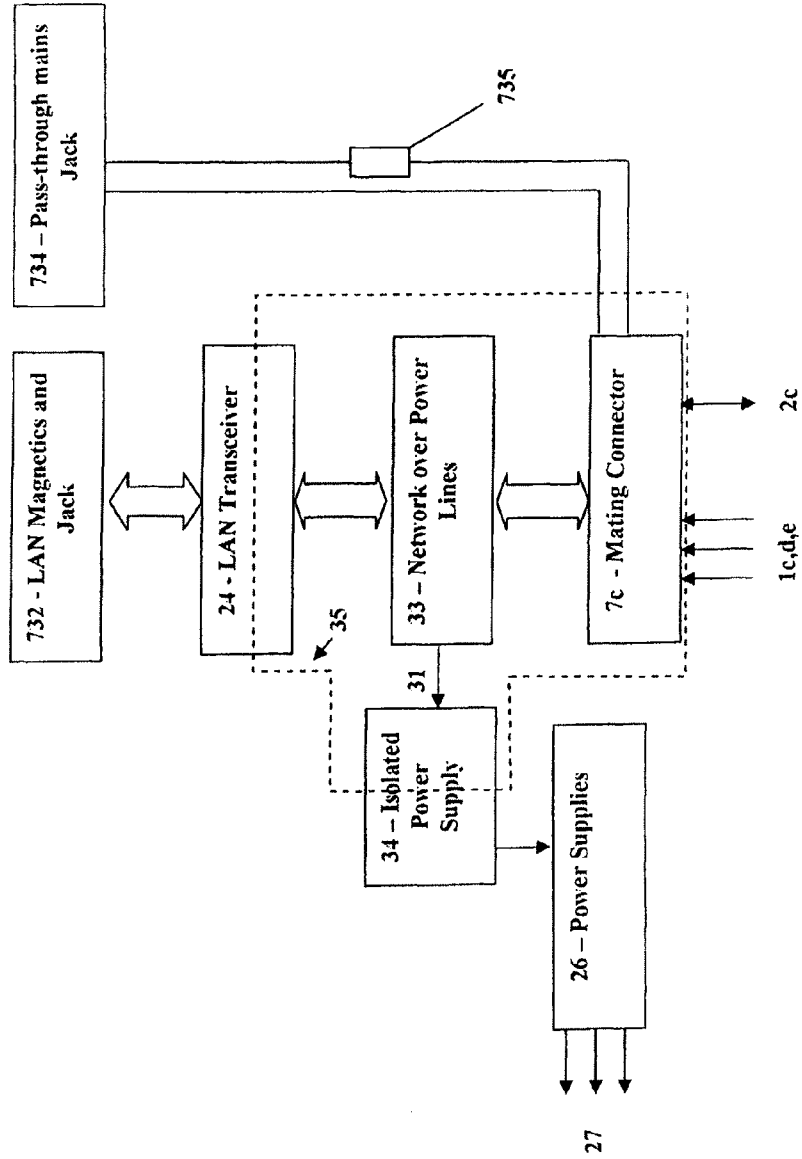 732 - LAN Magnetics and
Jack
734 – Pass-through mains
Jack
24 - LAN Transceiver
735
35
33 – Network over Power
Lines
31
34 – Isolated
Power
Supply
7c - Mating Connector
26 – Power Supplies
27
1c,d,e
2c